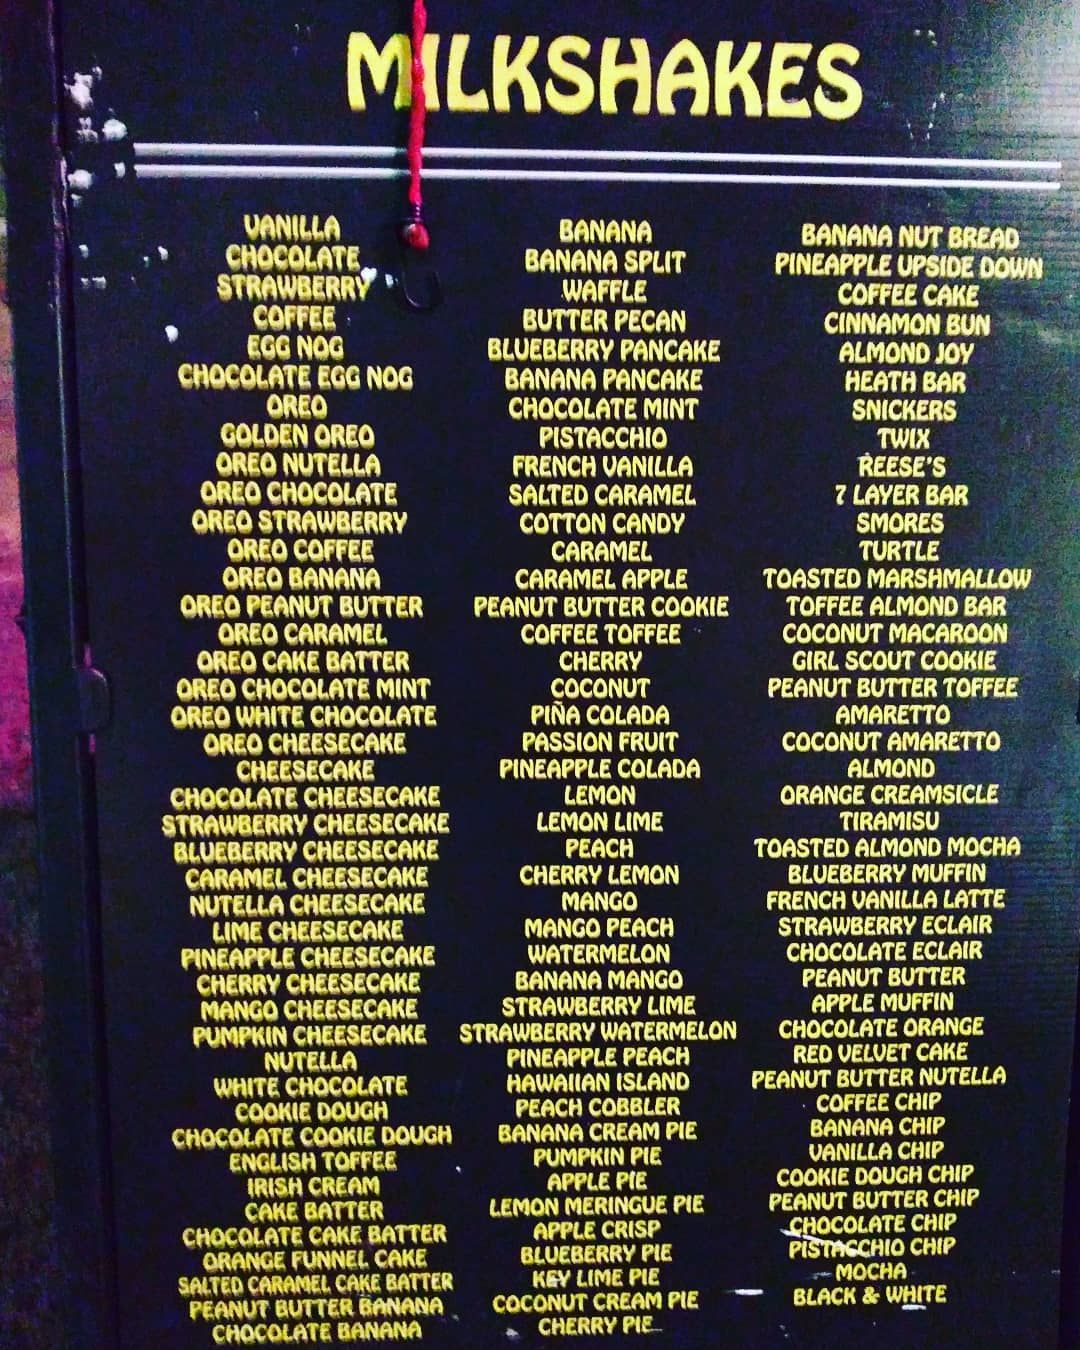 MILKSHAKES
VANILLA
CHOCOLATE
STRAWBERRY
COFFEE
EGG NOG
CHOCOLATE EGG NOG
OREO
GOLDEN OREO
OREO NUTELLA
OREO CHOCOLATE
OREO STRAWBERRY
OREO COFFEE
OREO BANANA
OREO PEANUT BUTTER
OREO CARAMEL
OREO CAKE BATTER
OREO CHOCOLATE MINT
OREO WHITE CHOCOLATE
OREO CHEESECAKE
CHEESECAKE
CHOCOLATE CHEESECAKE
STRAWBERRY CHEESECAKE
BLUEBERRY CHEESECAKE
CARAMEL CHEESECAKE
NUTELLA CHEESECAKE
LIME CHEESECAKE
PINEAPPLE CHEESECAKE
CHERRY CHEESECAKE
MANGO CHEESECAKE
PUMPKIN CHEESECAKE
NUTELLA
WHITE CHOCOLATE
COOKIE DOUGH
CHOCOLATE COOKIE DOUGH
ENGLISH TOFFEE
IRISH CREAM
CAKE BATTER
CHOCOLATE CAKE BATTER
ORANGE FUNNEL CAKE
SALTED CARAMEL CAKE BATTER
PEANUT BUTTER BANANA
CHOCOLATE BANANA
BANANA
BANANA SPLIT
WAFFLE
BUTTER PECAN
BLUEBERRY PANCAKE
BANANA PANCAKE
CHOCOLATE MINT
PISTACCHIO
FRENCH VANILLA
SALTED CARAMEL
COTTON CANDY
CARAMEL
CARAMEL APPLE
PEANUT BUTTER COOKIE
COFFEE TOFFEE
CHERRY
COCONUT
PIÑA COLADA
PASSION FRUIT
PINEAPPLE COLADA
LEMON
LEMON LIME
PEACH
CHERRY LEMON
MANGO
MANGO PEACH
WATERMELON
BANANA MANGO
STRAWBERRY LIME
STRAWBERRY WATERMELON
PINEAPPLE PEACH
HAWAIIAN ISLAND
PEACH COBBLER
BANANA CREAM PIE
PUMPKIN PIE
APPLE PIE
LEMON MERINGUE PIE
APPLE CRISP
BLUEBERRY PIE
KEY LIME PIE
COCONUT CREAM PIE
CHERRY PIE
BANANA NUT BREAD
PINEAPPLE UPSIDE DOWN
COFFEE CAKE
CINNAMON BUN
ALMOND JOY
HEATH BAR
SNICKERS
TWIX
REESE'S
7 LAYER BAR
SMORES
TURTLE
TOASTED MARSHMALLOW
TOFFEE ALMOND BAR
COCONUT MACAROON
GIRL SCOUT COOKIE
PEANUT BUTTER TOFFEE
AMARETTO
COCONUT AMARETTO
ALMOND
ORANGE CREAMSICLE
TIRAMISU
TOASTED ALMOND MOCHA
BLUEBERRY MUFFIN
FRENCH VANILLA LATTE
STRAWBERRY ECLAIR
CHOCOLATE ECLAIR
PEANUT BUTTER
APPLE MUFFIN
CHOCOLATE ORANGE
RED VELVET CAKE
PEANUT BUTTER NUTELLA
COFFEE CHIP
BANANA CHIP
VANILLA CHIP
COOKIE DOUGH CHIP
PEANUT BUTTER CHIP
CHOCOLATE CHIP
PISTACCHIO CHIP
MOCHA
BLACK & WHITE